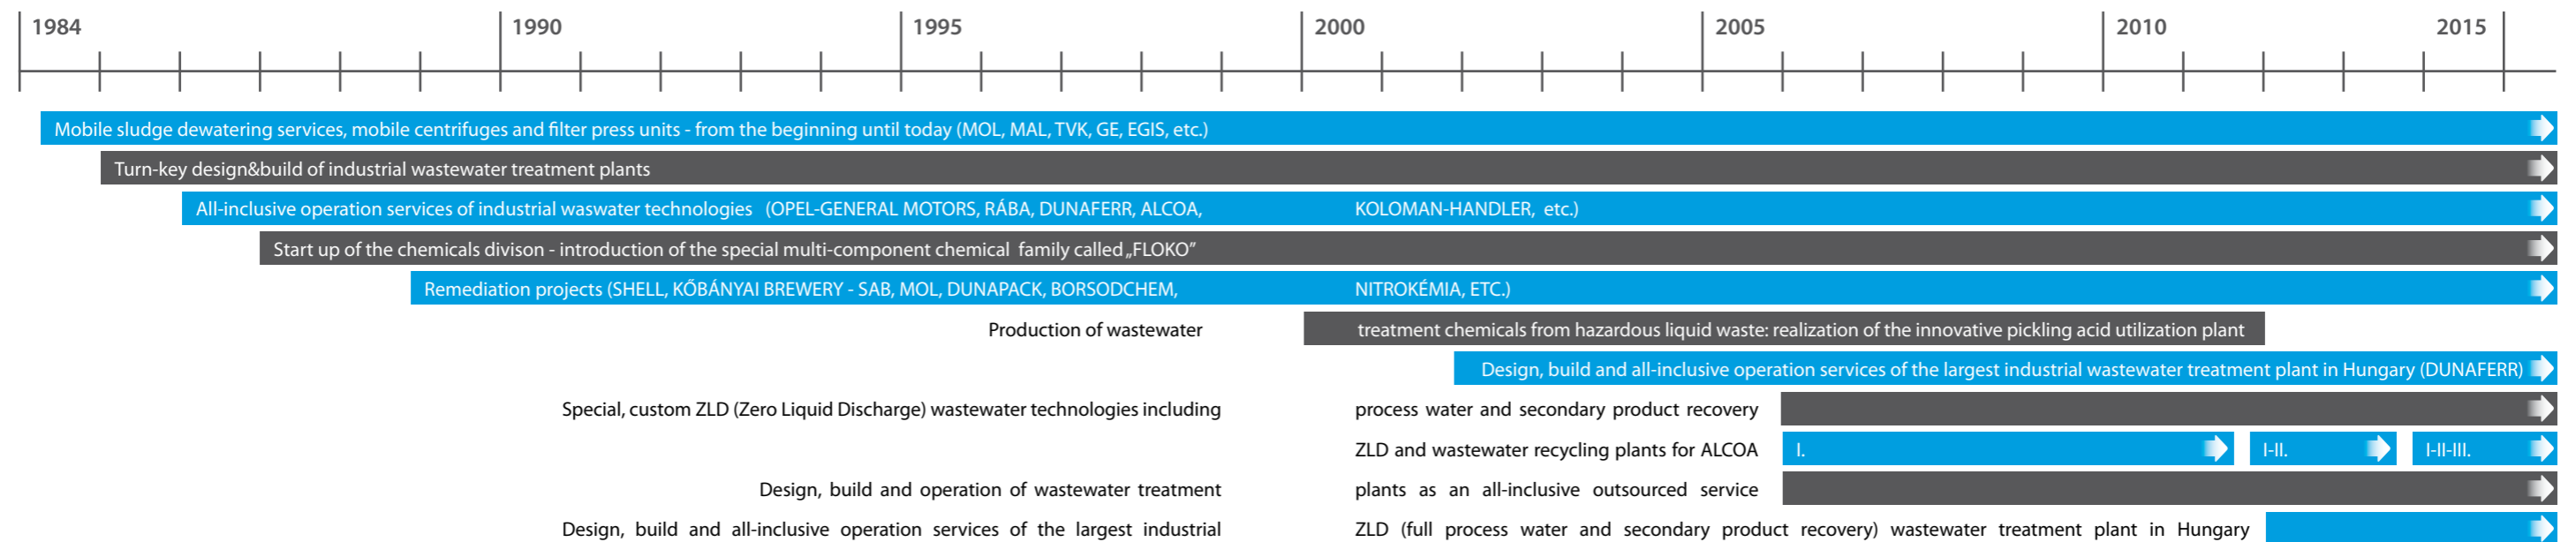 1984 1990 1995 2000 2005 2010 2015
Mobile sludge dewatering services, mobile centrifuges and filter press units - from the beginning until today (MOL, MAL, TVK, GE, EGIS, etc.)
Turn-key design&build of industrial wastewater treatment plants
All-inclusive operation services of industrial waswater technologies (OPEL-GENERAL MOTORS, RÁBA, DUNAFERR, ALCOA, KOLOMAN-HANDLER, etc.)
Start up of the chemicals divison - introduction of the special multi-component chemical family called „FLOKO”
Remediation projects (SHELL, KŐBÁNYAI BREWERY - SAB, MOL, DUNAPACK, BORSODCHEM, NITROKÉMIA, ETC.)
Production of wastewater treatment chemicals from hazardous liquid waste: realization of the innovative pickling acid utilization plant
Design, build and all-inclusive operation services of the largest industrial wastewater treatment plant in Hungary (DUNAFERR)
Special, custom ZLD (Zero Liquid Discharge) wastewater technologies including process water and secondary product recovery
ZLD and wastewater recycling plants for ALCOA I. I-II. I-II-III.
Design, build and operation of wastewater treatment plants as an all-inclusive outsourced service
Design, build and all-inclusive operation services of the largest industrial ZLD (full process water and secondary product recovery) wastewater treatment plant in Hungary